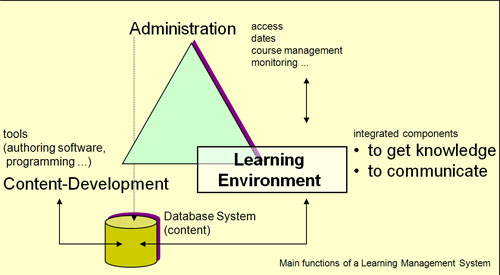 Administration
access
dates
course management
monitoring ...
tools
(authoring software,
programming ...)
Content-Development
Learning
Environment
integrated components
• to get knowledge
• to communicate
Database System
(content)
Main functions of a Learning Management System